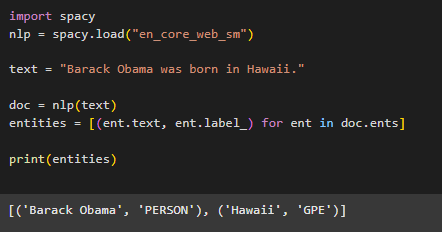 import spacy
nlp = spacy.load("en_core_web_sm")
text = "Barack Obama was born in Hawaii."
doc = nlp(text)
entities = [(ent.text, ent.label_) for ent in doc.ents]
print(entities)
[('Barack Obama', 'PERSON'), ('Hawaii', 'GPE')]